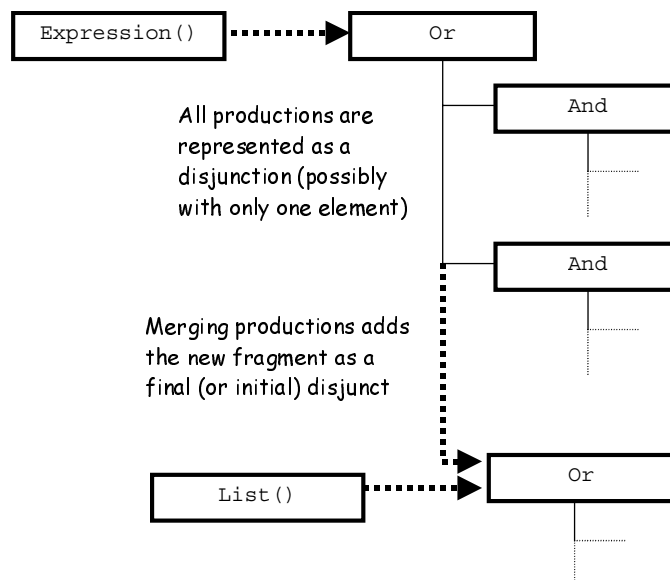 Expression()
Or
And
All productions are
represented as a
disjunction (possibly
with only one element)
And
Merging productions adds
the new fragment as a
final (or initial) disjunct
Or
List()